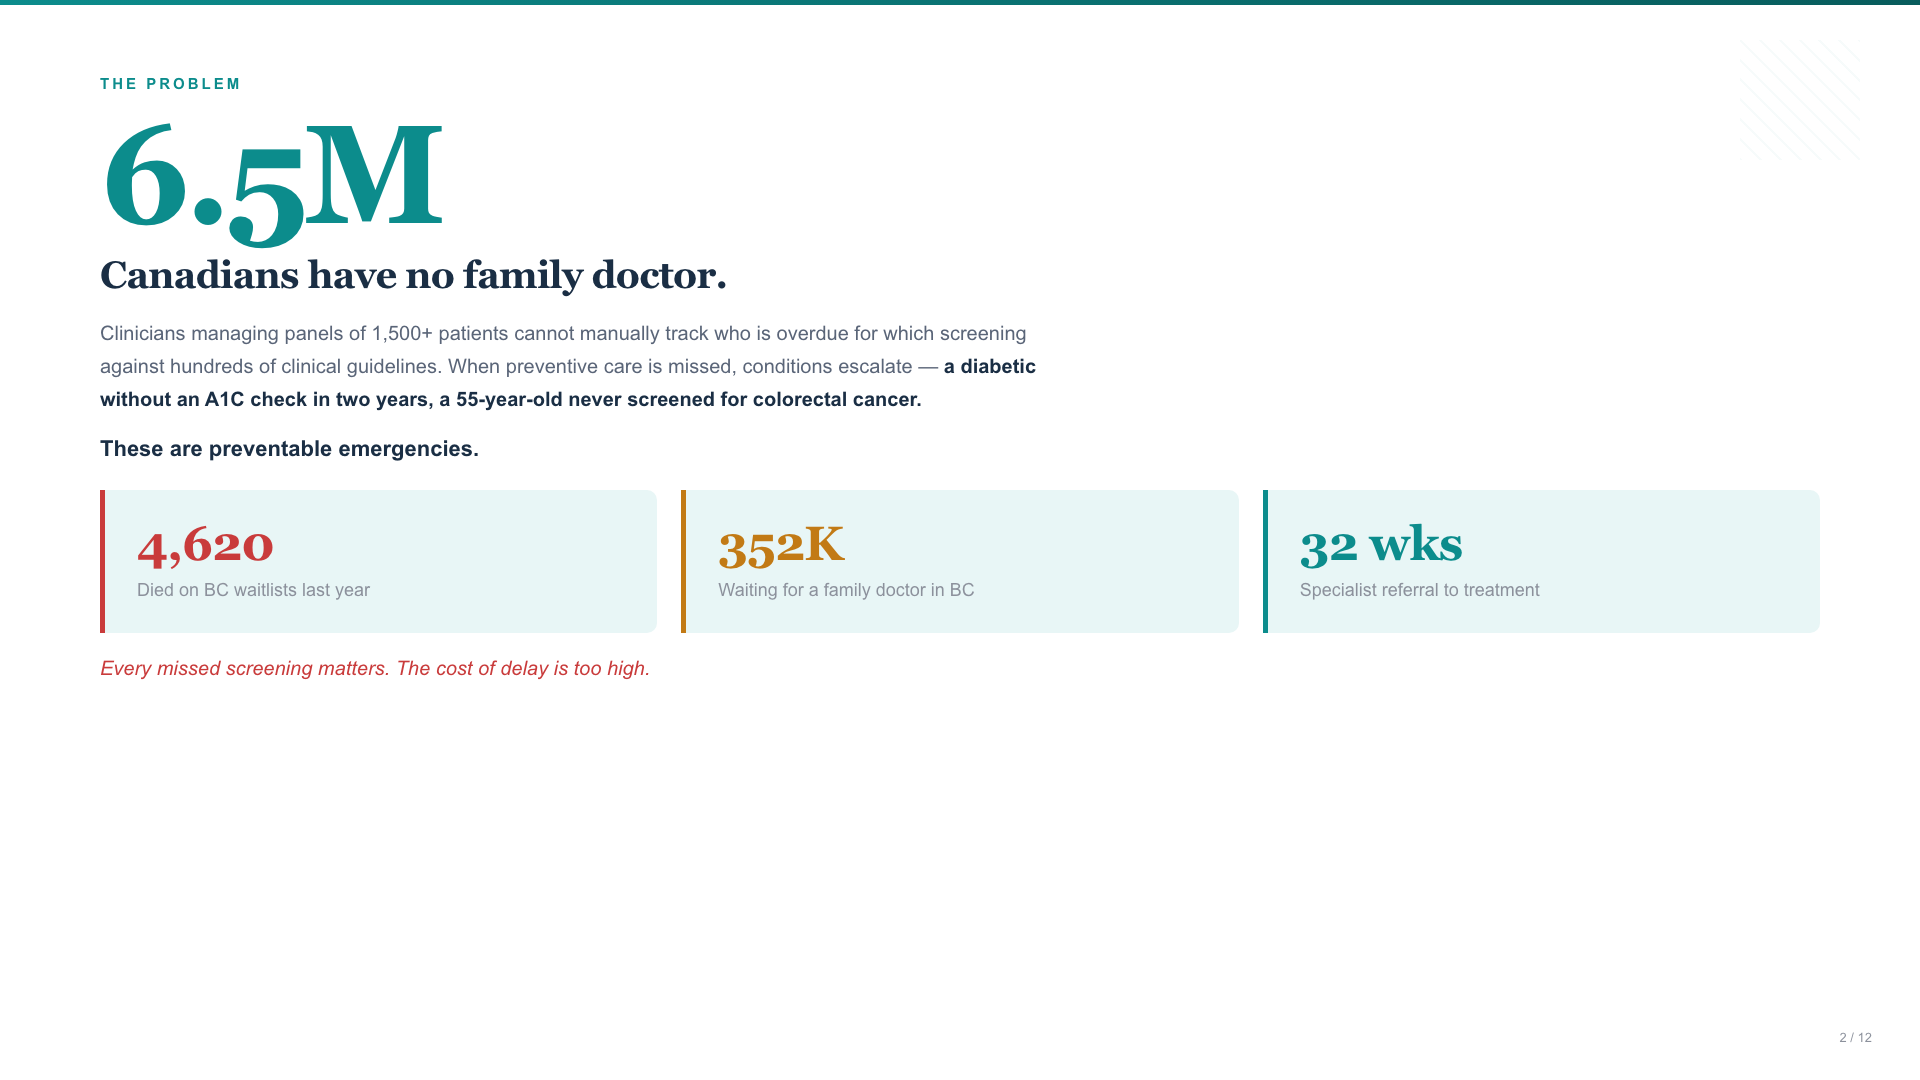 THE PROBLEM
6.5M
Canadians have no family doctor.
Clinicians managing panels of 1,500+ patients cannot manually track who is overdue for which screening
against hundreds of clinical guidelines. When preventive care is missed, conditions escalate — a diabetic
without an A1C check in two years, a 55-year-old never screened for colorectal cancer.
These are preventable emergencies.
4,620
Died on BC waitlists last year
352K
Waiting for a family doctor in BC
32 wks
Specialist referral to treatment
Every missed screening matters. The cost of delay is too high.
2 / 12